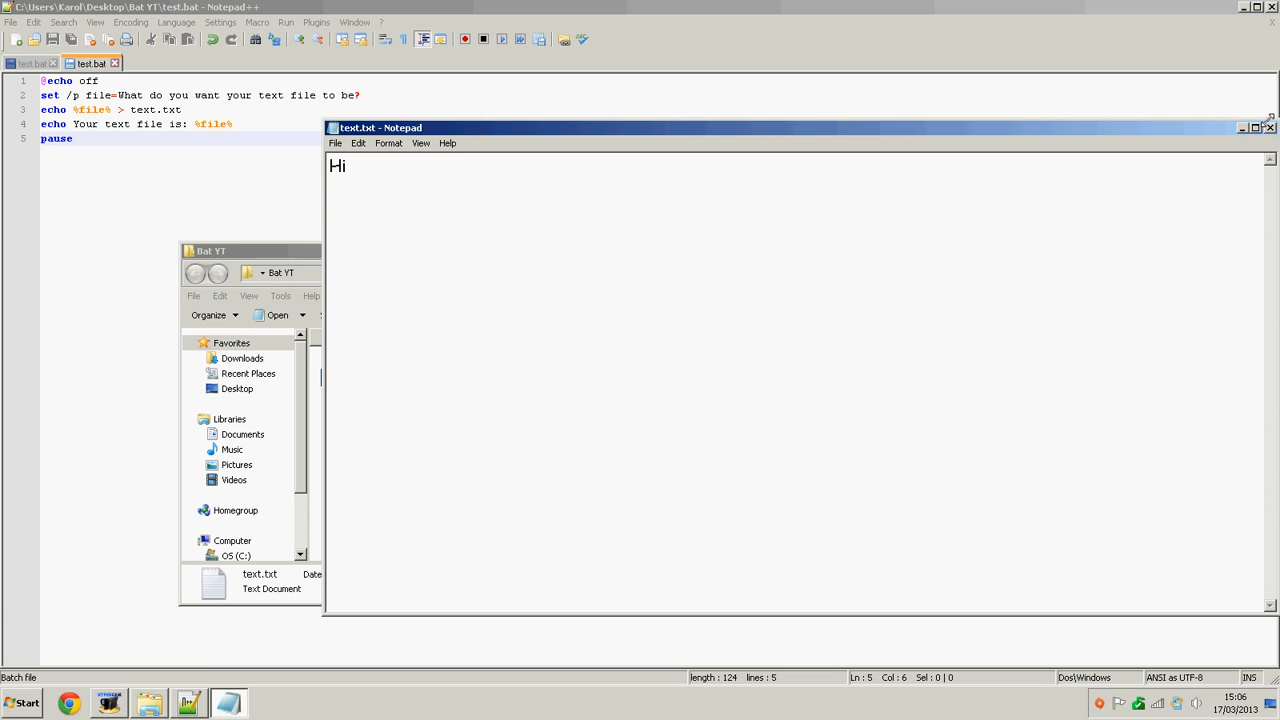 C:\Users\Karol\Desktop\Bat YT\test.bat - Notepad++
File Edit Search View Encoding Language Settings Macro Run Plugins Window ? X
test.bat test.bat
1 @echo off
2 set /p file=What do you want your text file to be?
3 echo %file% > text.txt
4 echo Your text file is: %file%
5 pause
text.txt - Notepad
File Edit Format View Help
Hi
Bat YT
Bat YT
File Edit View Tools Help
Organize Open
Favorites
Downloads
Recent Places
Desktop
Libraries
Documents
Music
Pictures
Videos
Homegroup
Computer
OS (C:)
text.txt Date
Text Document
Batch file length : 124 lines : 5 Ln : 5 Col : 6 Sel : 0 | 0 Dos\Windows ANSI as UTF-8 INS
Start HYPERCAM 15:06
17/03/2013